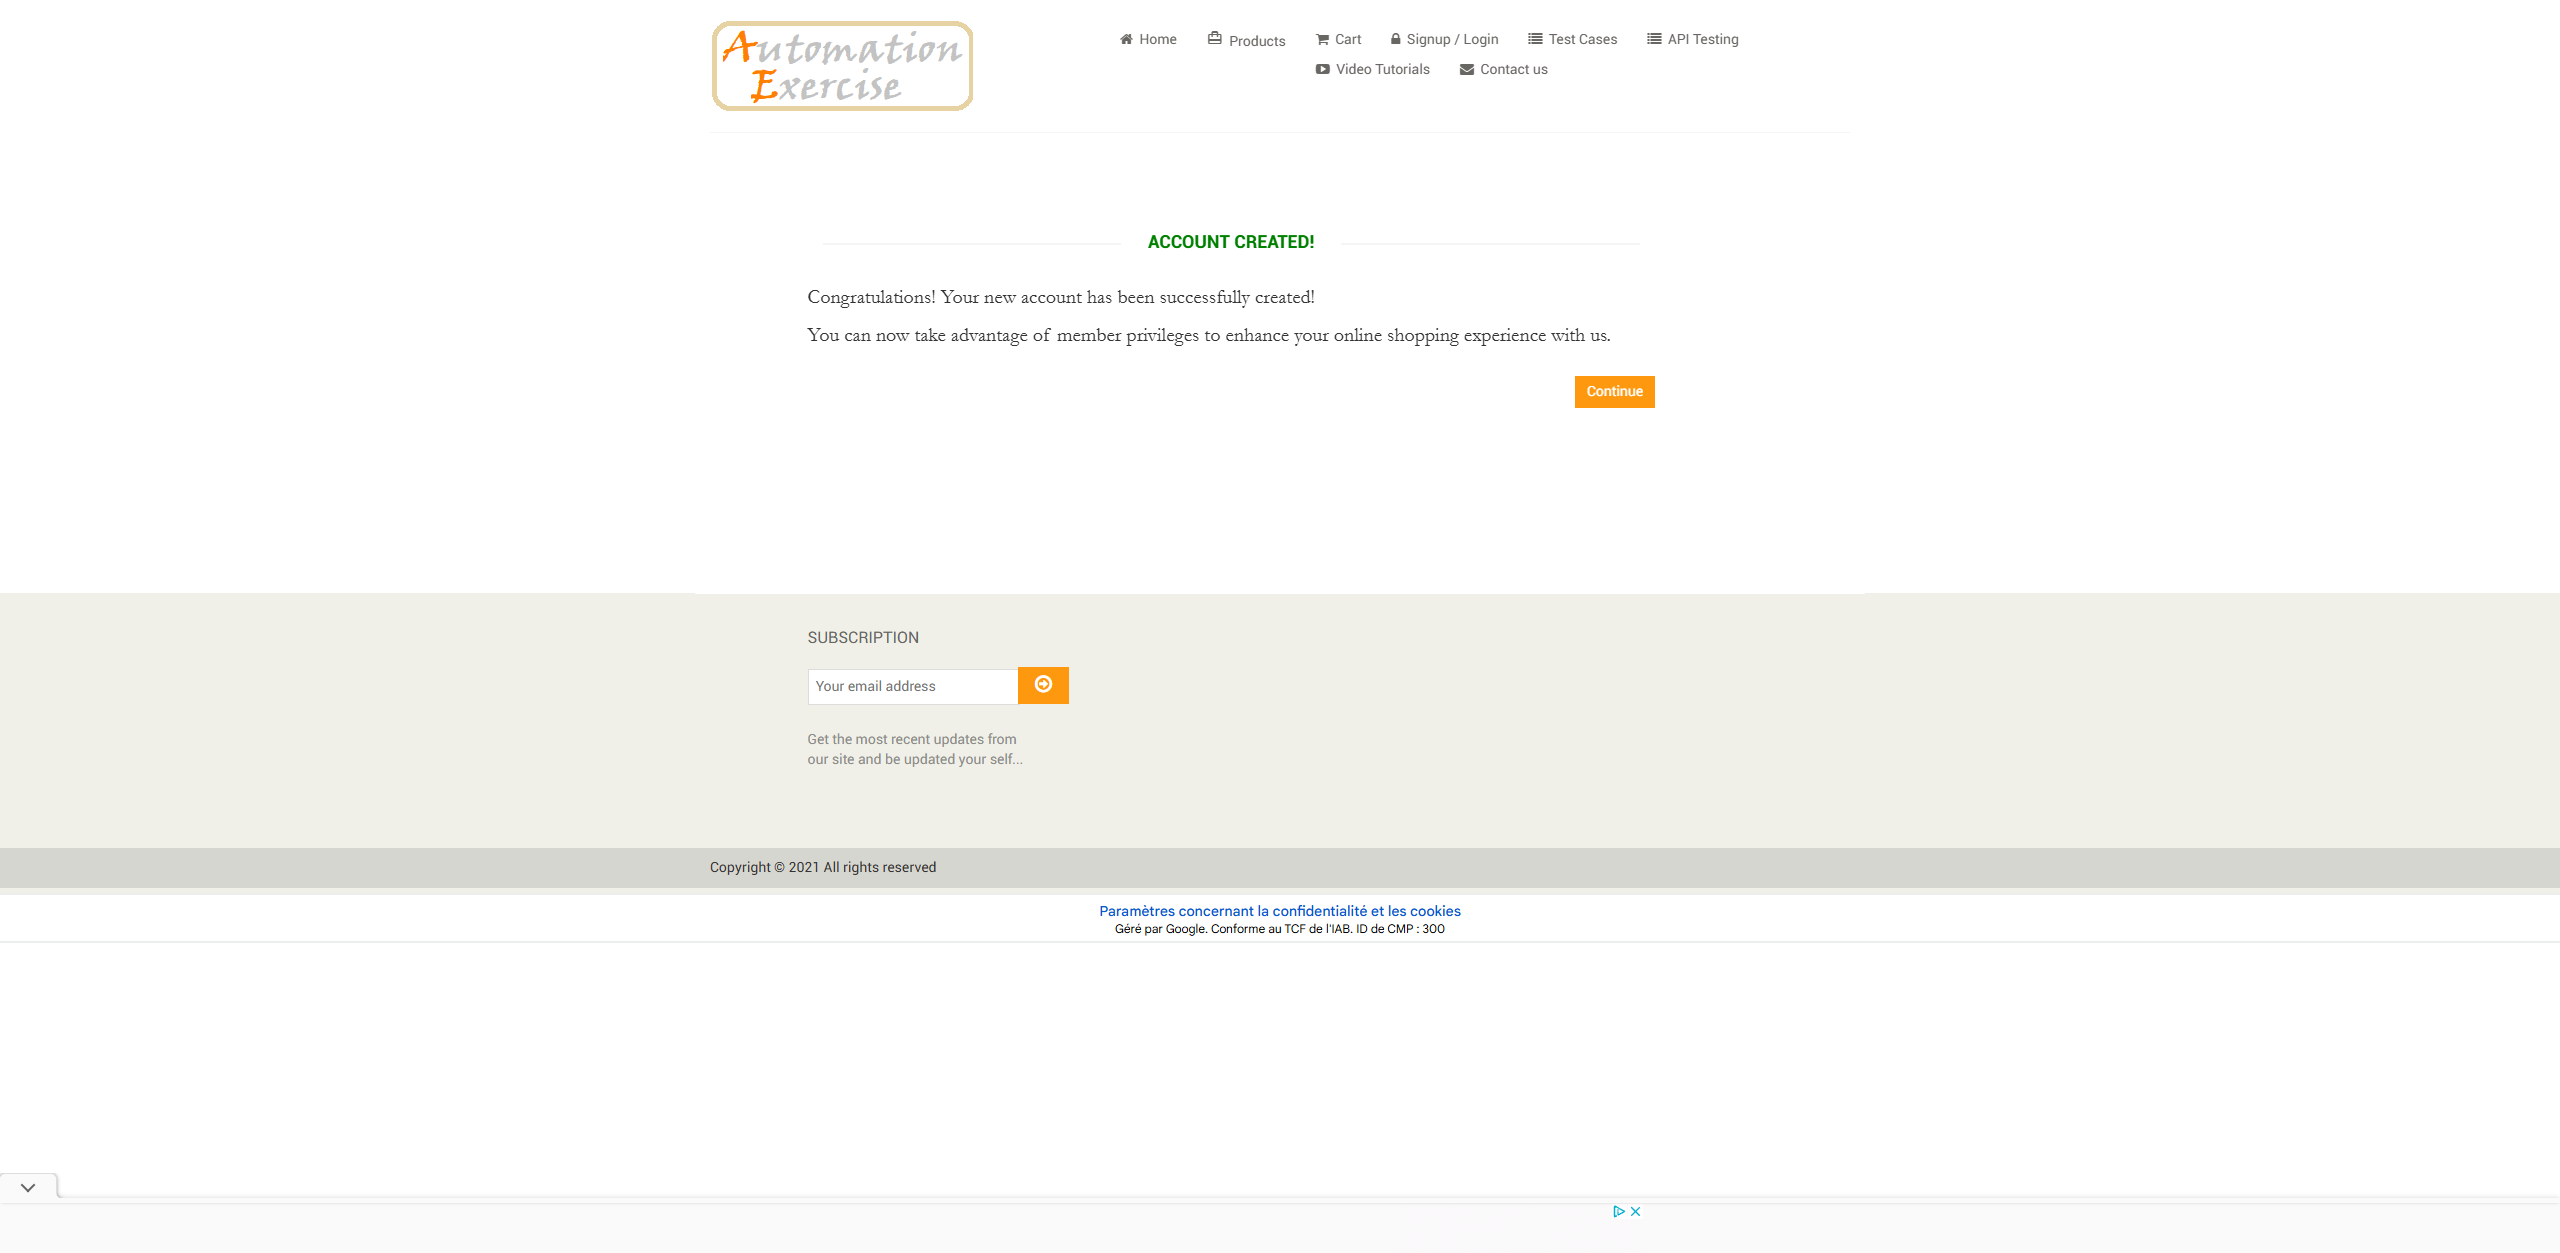 Automation
Exercise
Home
Products
Cart
Signup / Login
Test Cases
API Testing
Video Tutorials
Contact us
ACCOUNT CREATED!
Congratulations! Your new account has been successfully created!
You can now take advantage of member privileges to enhance your online shopping experience with us.
Continue
SUBSCRIPTION
Your email address
Get the most recent updates from
our site and be updated your self...
Copyright © 2021 All rights reserved
Paramètres concernant la confidentialité et les cookies
Géré par Google. Conforme au TCF de l'IAB. ID de CMP : 300